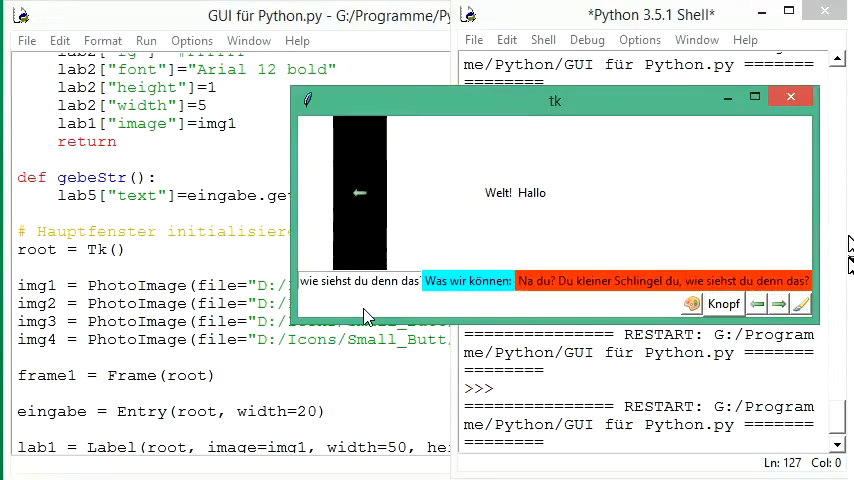 GUI für Python.py - G:/Programme/Py
File Edit Format Run Options Window Help
lab2["font"]="Arial 12 bold"
lab2["height"]=1
lab2["width"]=5
lab1["image"]=img1
return
def gebeStr():
lab5["text"]=eingabe.get
# Hauptfenster initialisier
root = Tk()
img1 = PhotoImage(file="D:/I
img2 = PhotoImage(file="D:/
img3 = PhotoImage(file="D:/
img4 = PhotoImage(file="D:/Icons/Small_Butt
frame1 = Frame(root)
eingabe = Entry(root, width=20)
lab1 = Label(root, image=img1, width=50, hei
*Python 3.5.1 Shell*
File Edit Shell Debug Options Window Help
me/Python/GUI für Python.py =======
========
tk
Welt! Hallo
wie siehst du denn das? Was wir können: Na du? Du kleiner Schlingel du, wie siehst du denn das?
Knopf
============== RESTART: G:/Program
me/Python/GUI für Python.py =======
========
>>>
============== RESTART: G:/Program
me/Python/GUI für Python.py =======
========
Ln: 127 Col: 0